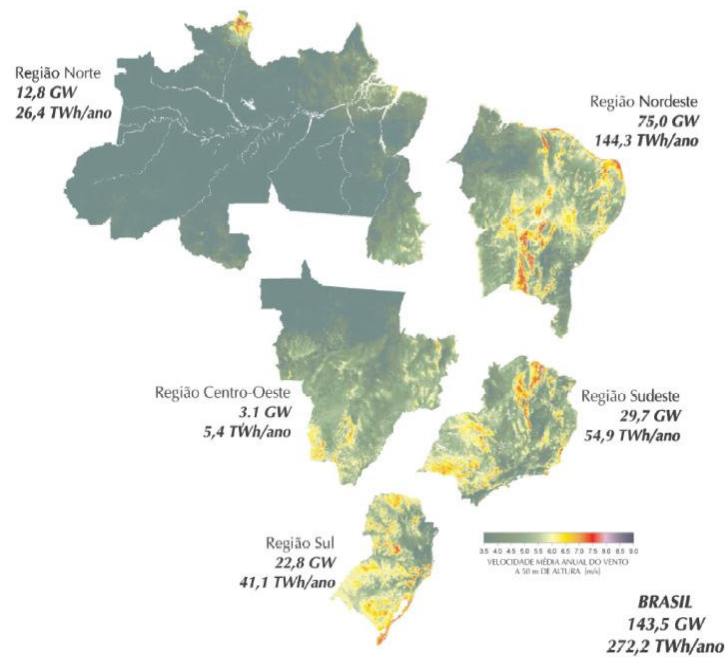 Região Norte
12,8 GW
26,4 TWh/ano
Região Nordeste
75,0 GW
144,3 TWh/ano
Região Centro-Oeste
3.1 GW
5,4 TWh/ano
Região Sudeste
29,7 GW
54,9 TWh/ano
Região Sul
22,8 GW
41,1 TWh/ano
3.5 4.0 4.5 5.0 5.5 6.0 6.5 7.0 7.5 8.0 8.5 9.0
VELOCIDADE MÉDIA ANUAL DO VENTO
A 50 m DE ALTURA [m/s]
BRASIL
143,5 GW
272,2 TWh/ano